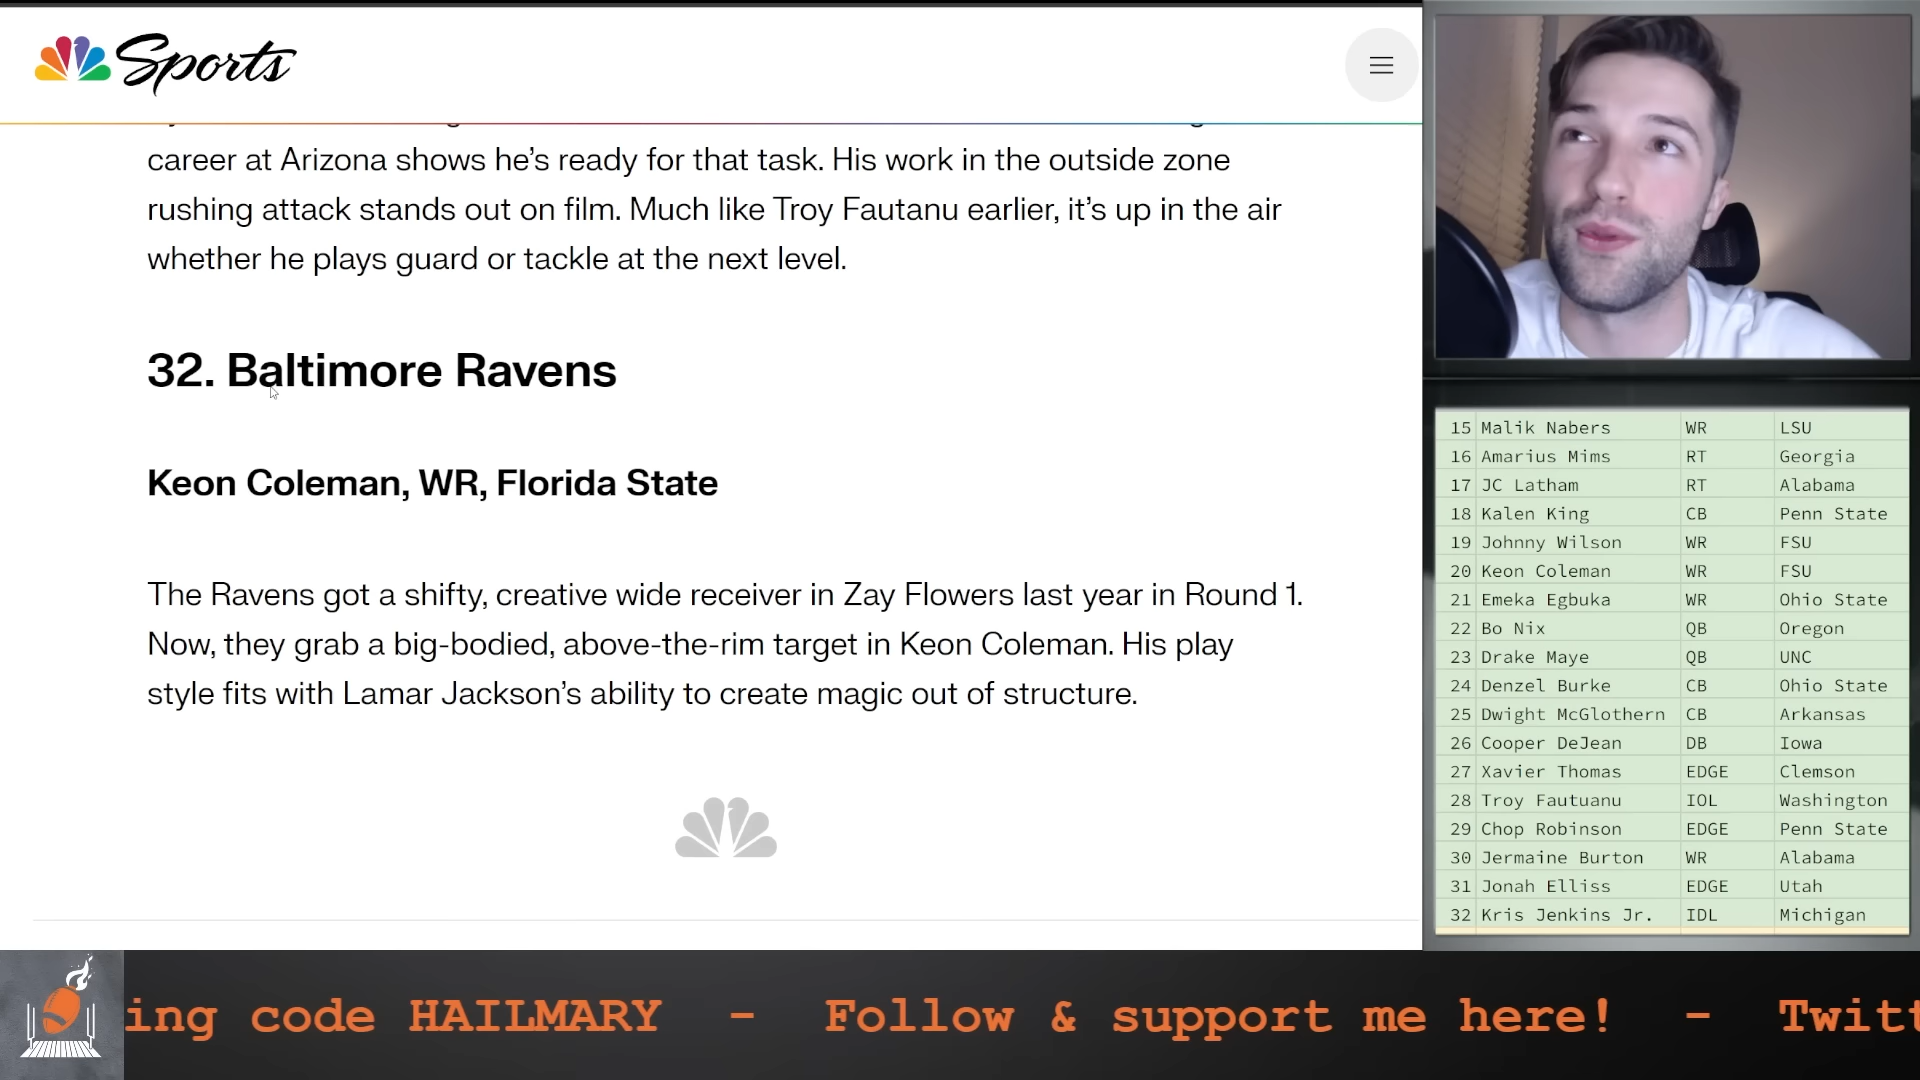 Sports
career at Arizona shows he’s ready for that task. His work in the outside zone
rushing attack stands out on film. Much like Troy Fautanu earlier, it’s up in the air
whether he plays guard or tackle at the next level.
32. Baltimore Ravens
Keon Coleman, WR, Florida State
The Ravens got a shifty, creative wide receiver in Zay Flowers last year in Round 1.
Now, they grab a big-bodied, above-the-rim target in Keon Coleman. His play
style fits with Lamar Jackson’s ability to create magic out of structure.
15 Malik Nabers WR LSU
16 Amarius Mims RT Georgia
17 JC Latham RT Alabama
18 Kalen King CB Penn State
19 Johnny Wilson WR FSU
20 Keon Coleman WR FSU
21 Emeka Egbuka WR Ohio State
22 Bo Nix QB Oregon
23 Drake Maye QB UNC
24 Denzel Burke CB Ohio State
25 Dwight McGlothern CB Arkansas
26 Cooper DeJean DB Iowa
27 Xavier Thomas EDGE Clemson
28 Troy Fautuanu IOL Washington
29 Chop Robinson EDGE Penn State
30 Jermaine Burton WR Alabama
31 Jonah Elliss EDGE Utah
32 Kris Jenkins Jr. IDL Michigan
ing code HAILMARY - Follow & support me here! - Twitt